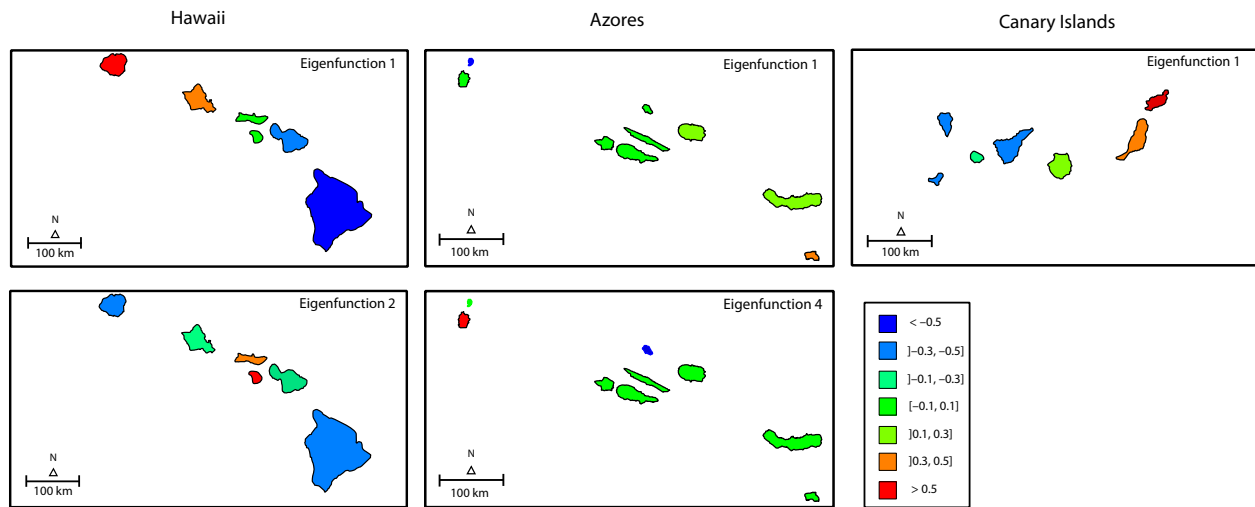 Hawaii
Azores
Canary Islands
Eigenfunction 1
N
100 km
Eigenfunction 1
N
100 km
Eigenfunction 1
N
100 km
Eigenfunction 2
N
100 km
Eigenfunction 4
N
100 km
< −0.5
]−0.3, −0.5]
]−0.1, −0.3]
[−0.1, 0.1]
]0.1, 0.3]
]0.3, 0.5]
> 0.5